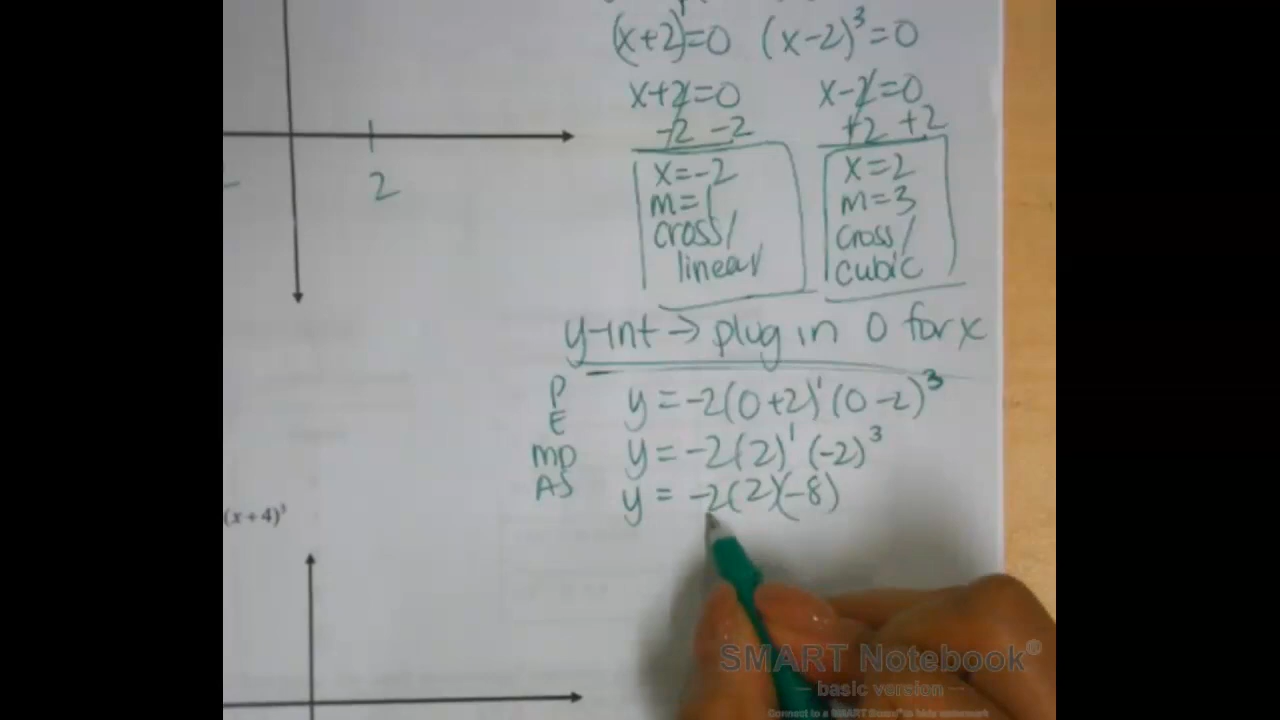 (x+2)¹=0 (x-2)³=0
x+2=0 x-2=0
-2 -2 +2 +2
x=-2 x=2
m=1 m=3
cross/ cross/
linear cubic
2
y-int → plug in 0 for x
P y = -2(0+2)¹(0-2)³
E
MD y = -2(2)¹(-2)³
AS y = -2(2)(-8)
(x+4)³
SMART Notebook®
— basic version —